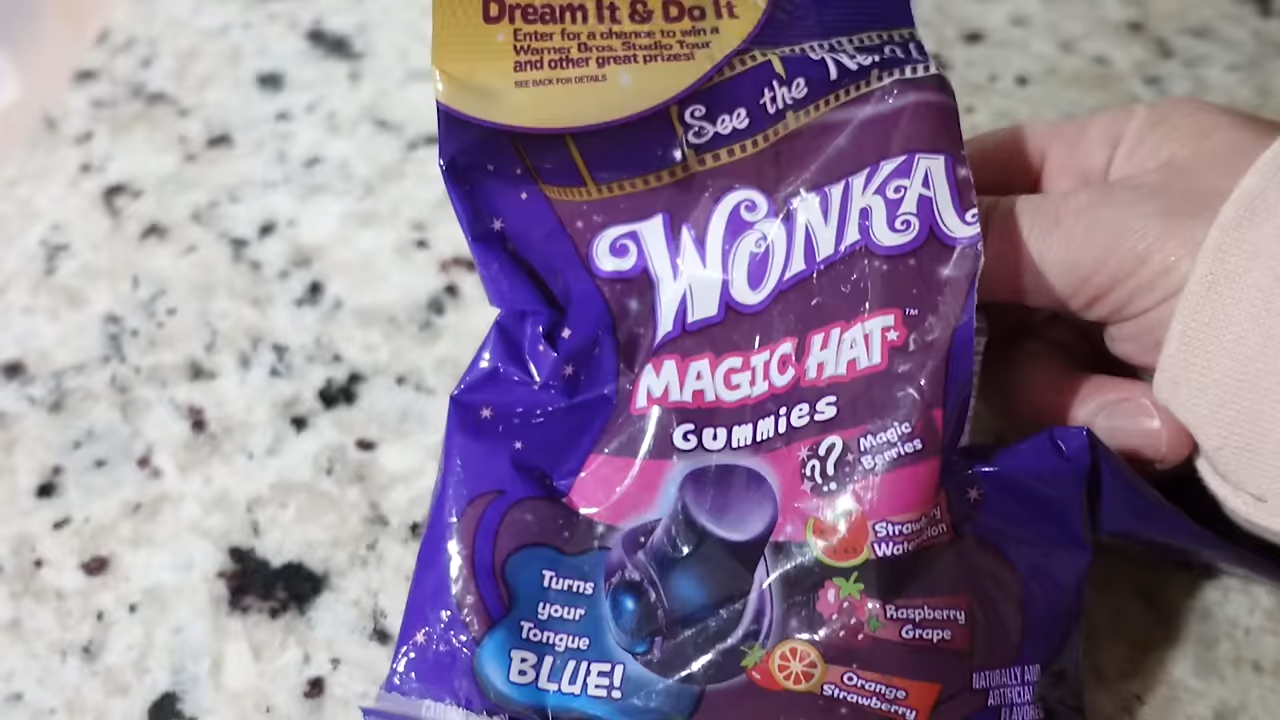 Dream It & Do It
Enter for a chance to win a
Warner Bros. Studio Tour
and other great prizes!
SEE BACK FOR DETAILS
See the
WONKA
MAGIC HAT™
Gummies
??
Magic
Berries
Strawberry
Watermelon
Raspberry
Grape
Orange
Strawberry
Turns
your
Tongue
BLUE!
NATURALLY AND
ARTIFICIALLY
FLAVORED